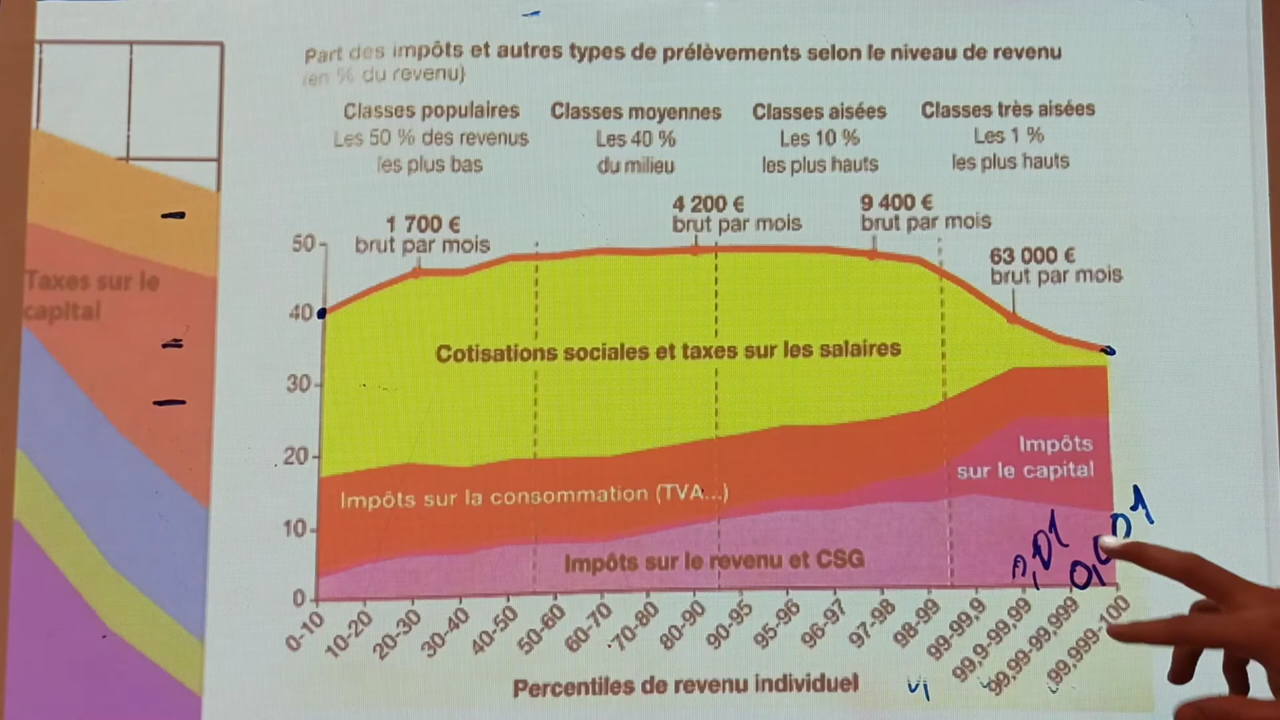 Part des impôts et autres types de prélèvements selon le niveau de revenu
(en % du revenu)
Classes populaires
Les 50 % des revenus
les plus bas
Classes moyennes
Les 40 %
du milieu
Classes aisées
Les 10 %
les plus hauts
Classes très aisées
Les 1 %
les plus hauts
1 700 €
brut par mois
4 200 €
brut par mois
9 400 €
brut par mois
63 000 €
brut par mois
50
40
30
20
10
0
Taxes sur le
capital
Cotisations sociales et taxes sur les salaires
Impôts sur la consommation (TVA...)
Impôts
sur le capital
Impôts sur le revenu et CSG
0,01
0,001
0-10
10-20
20-30
30-40
40-50
50-60
60-70
70-80
80-90
90-95
95-96
96-97
97-98
98-99
99-99,9
99,9-99,99
99,99-99,999
99,999-100
Percentiles de revenu individuel